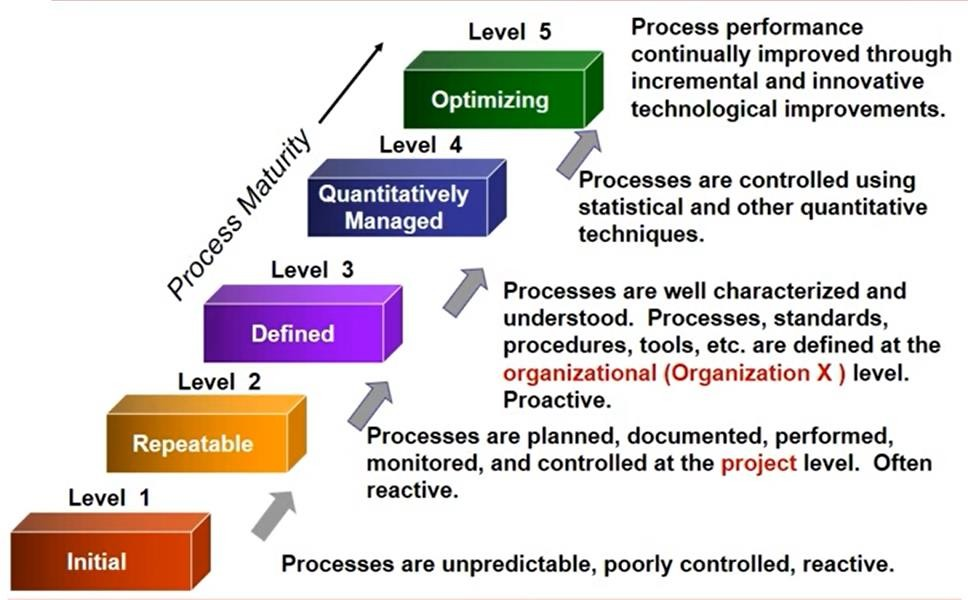 Level 5
Optimizing
Process performance
continually improved through
incremental and innovative
technological improvements.
Process Maturity
Level 4
Quantitatively
Managed
Processes are controlled using
statistical and other quantitative
techniques.
Level 3
Defined
Processes are well characterized and
understood. Processes, standards,
procedures, tools, etc. are defined at the
organizational (Organization X ) level.
Proactive.
Level 2
Repeatable
Processes are planned, documented, performed,
monitored, and controlled at the project level. Often
reactive.
Level 1
Initial
Processes are unpredictable, poorly controlled, reactive.